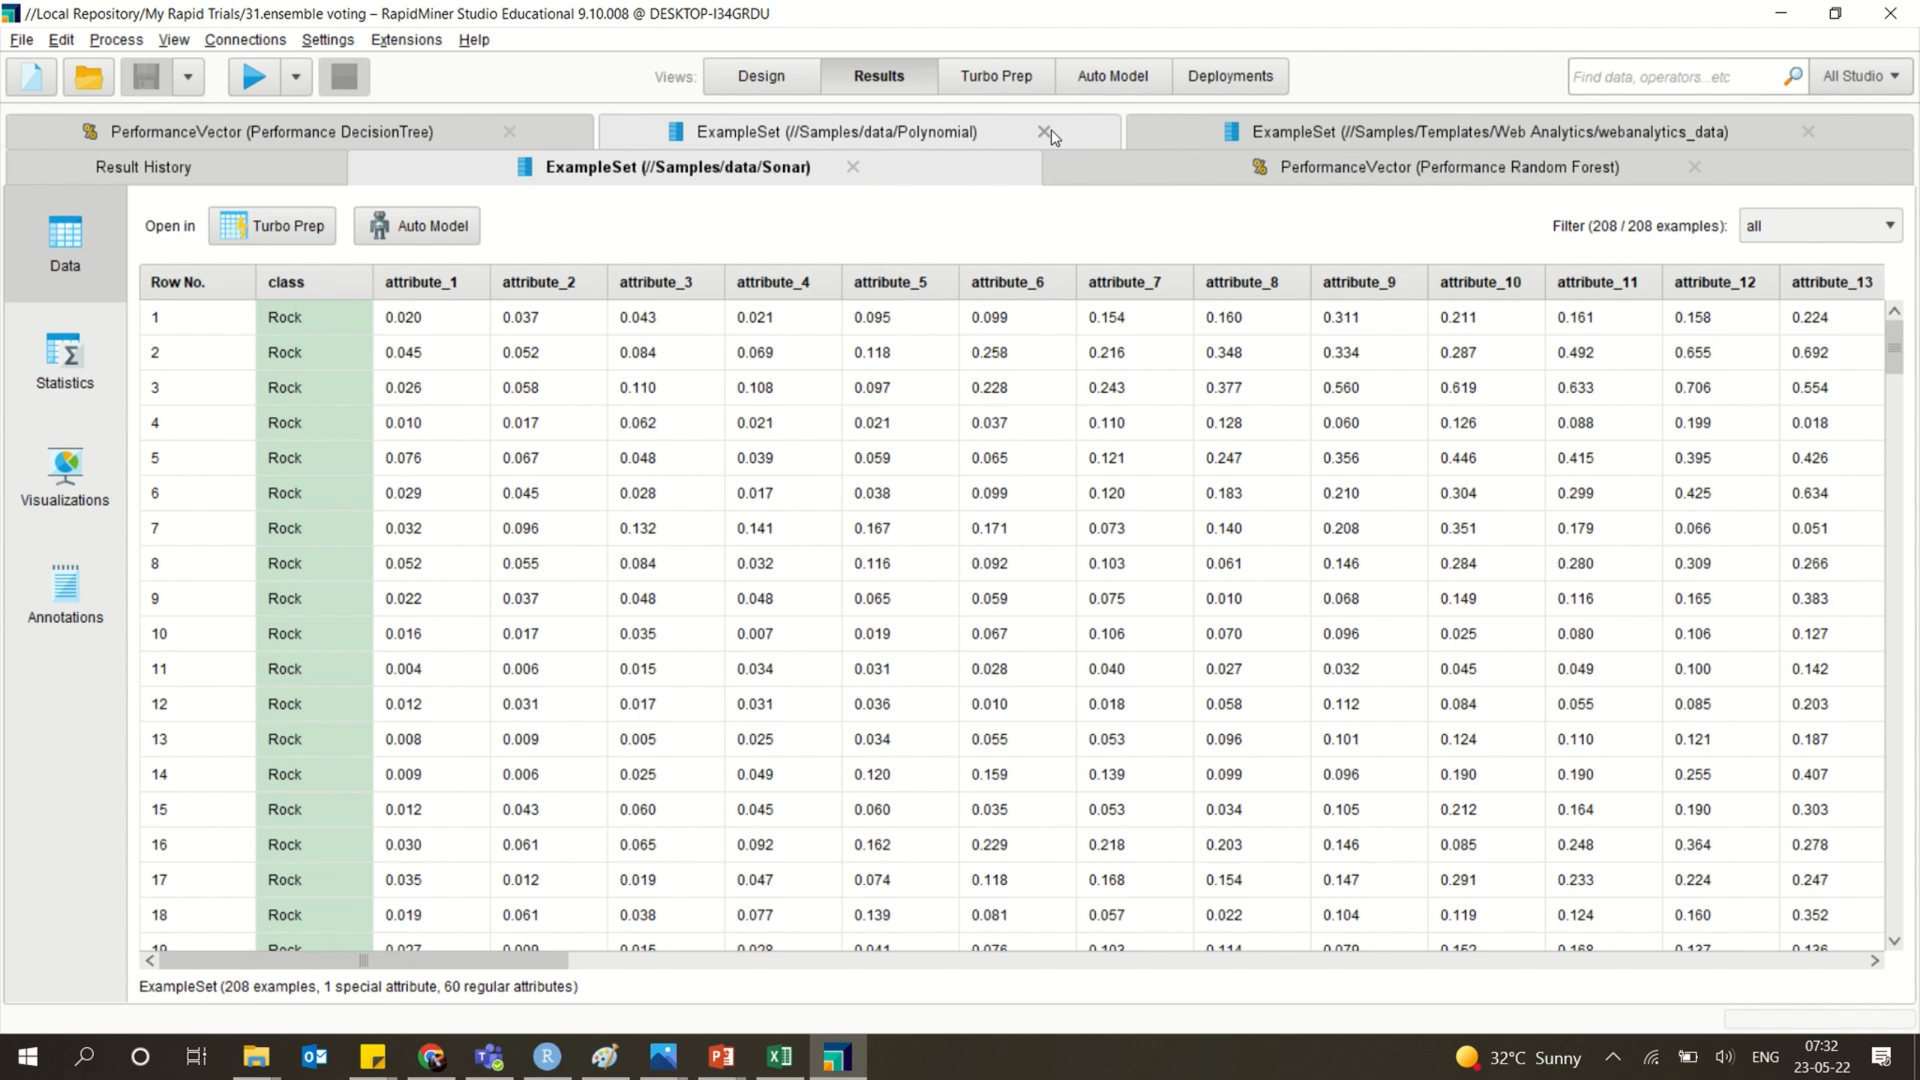 //Local Repository/My Rapid Trials/31.ensemble voting – RapidMiner Studio Educational 9.10.008 @ DESKTOP-I34GRDU
File Edit Process View Connections Settings Extensions Help
Views: Design Results Turbo Prep Auto Model Deployments Find data, operators...etc All Studio
PerformanceVector (Performance DecisionTree) ExampleSet (//Samples/data/Polynomial) ExampleSet (//Samples/Templates/Web Analytics/webanalytics_data)
Result History ExampleSet (//Samples/data/Sonar) PerformanceVector (Performance Random Forest)
Open in Turbo Prep Auto Model Filter (208 / 208 examples): all
Data
Statistics
Visualizations
Annotations
Row No. class attribute_1 attribute_2 attribute_3 attribute_4 attribute_5 attribute_6 attribute_7 attribute_8 attribute_9 attribute_10 attribute_11 attribute_12 attribute_13
1 Rock 0.020 0.037 0.043 0.021 0.095 0.099 0.154 0.160 0.311 0.211 0.161 0.158 0.224
2 Rock 0.045 0.052 0.084 0.069 0.118 0.258 0.216 0.348 0.334 0.287 0.492 0.655 0.692
3 Rock 0.026 0.058 0.110 0.108 0.097 0.228 0.243 0.377 0.560 0.619 0.633 0.706 0.554
4 Rock 0.010 0.017 0.062 0.021 0.021 0.037 0.110 0.128 0.060 0.126 0.088 0.199 0.018
5 Rock 0.076 0.067 0.048 0.039 0.059 0.065 0.121 0.247 0.356 0.446 0.415 0.395 0.426
6 Rock 0.029 0.045 0.028 0.017 0.038 0.099 0.120 0.183 0.210 0.304 0.299 0.425 0.634
7 Rock 0.032 0.096 0.132 0.141 0.167 0.171 0.073 0.140 0.208 0.351 0.179 0.066 0.051
8 Rock 0.052 0.055 0.084 0.032 0.116 0.092 0.103 0.061 0.146 0.284 0.280 0.309 0.266
9 Rock 0.022 0.037 0.048 0.048 0.065 0.059 0.075 0.010 0.068 0.149 0.116 0.165 0.383
10 Rock 0.016 0.017 0.035 0.007 0.019 0.067 0.106 0.070 0.096 0.025 0.080 0.106 0.127
11 Rock 0.004 0.006 0.015 0.034 0.031 0.028 0.040 0.027 0.032 0.045 0.049 0.100 0.142
12 Rock 0.012 0.031 0.017 0.031 0.036 0.010 0.018 0.058 0.112 0.084 0.055 0.085 0.203
13 Rock 0.008 0.009 0.005 0.025 0.034 0.055 0.053 0.096 0.101 0.124 0.110 0.121 0.187
14 Rock 0.009 0.006 0.025 0.049 0.120 0.159 0.139 0.099 0.096 0.190 0.190 0.255 0.407
15 Rock 0.012 0.043 0.060 0.045 0.060 0.035 0.053 0.034 0.105 0.212 0.164 0.190 0.303
16 Rock 0.030 0.061 0.065 0.092 0.162 0.229 0.218 0.203 0.146 0.085 0.248 0.364 0.278
17 Rock 0.035 0.012 0.019 0.047 0.074 0.118 0.168 0.154 0.147 0.291 0.233 0.224 0.247
18 Rock 0.019 0.061 0.038 0.077 0.139 0.081 0.057 0.022 0.104 0.119 0.124 0.160 0.352
19 Rock 0.027 0.009 0.015 0.028 0.041 0.076 0.103 0.114 0.079 0.152 0.168 0.137 0.136
ExampleSet (208 examples, 1 special attribute, 60 regular attributes)
32°C Sunny ENG 07:32
23-05-22